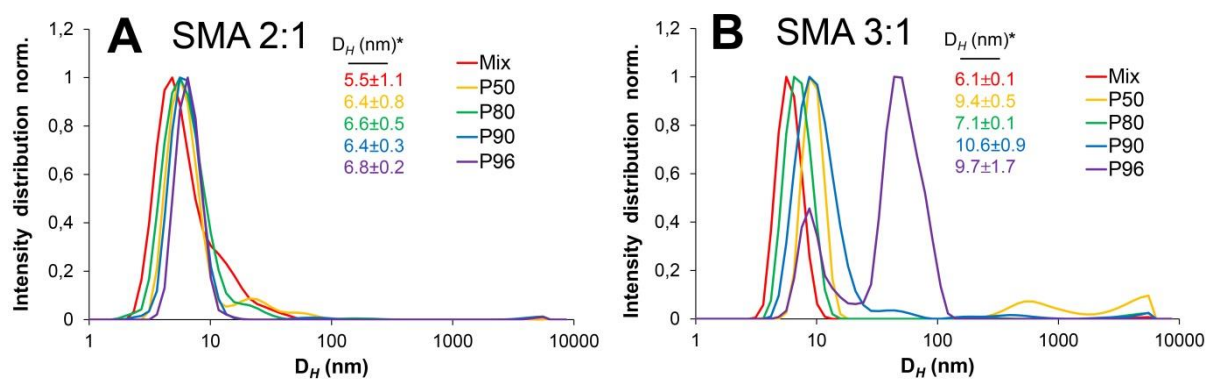 A SMA 2:1
Intensity distribution norm.
1,2
1
0,8
0,6
0,4
0,2
0
1
10
100
1000
10000
D_H (nm)
D_H (nm)*
5.5±1.1
6.4±0.8
6.6±0.5
6.4±0.3
6.8±0.2
Mix
P50
P80
P90
P96
B SMA 3:1
Intensity distribution norm.
1,2
1
0,8
0,6
0,4
0,2
0
1
10
100
1000
10000
D_H (nm)
D_H (nm)*
6.1±0.1
9.4±0.5
7.1±0.1
10.6±0.9
9.7±1.7
Mix
P50
P80
P90
P96